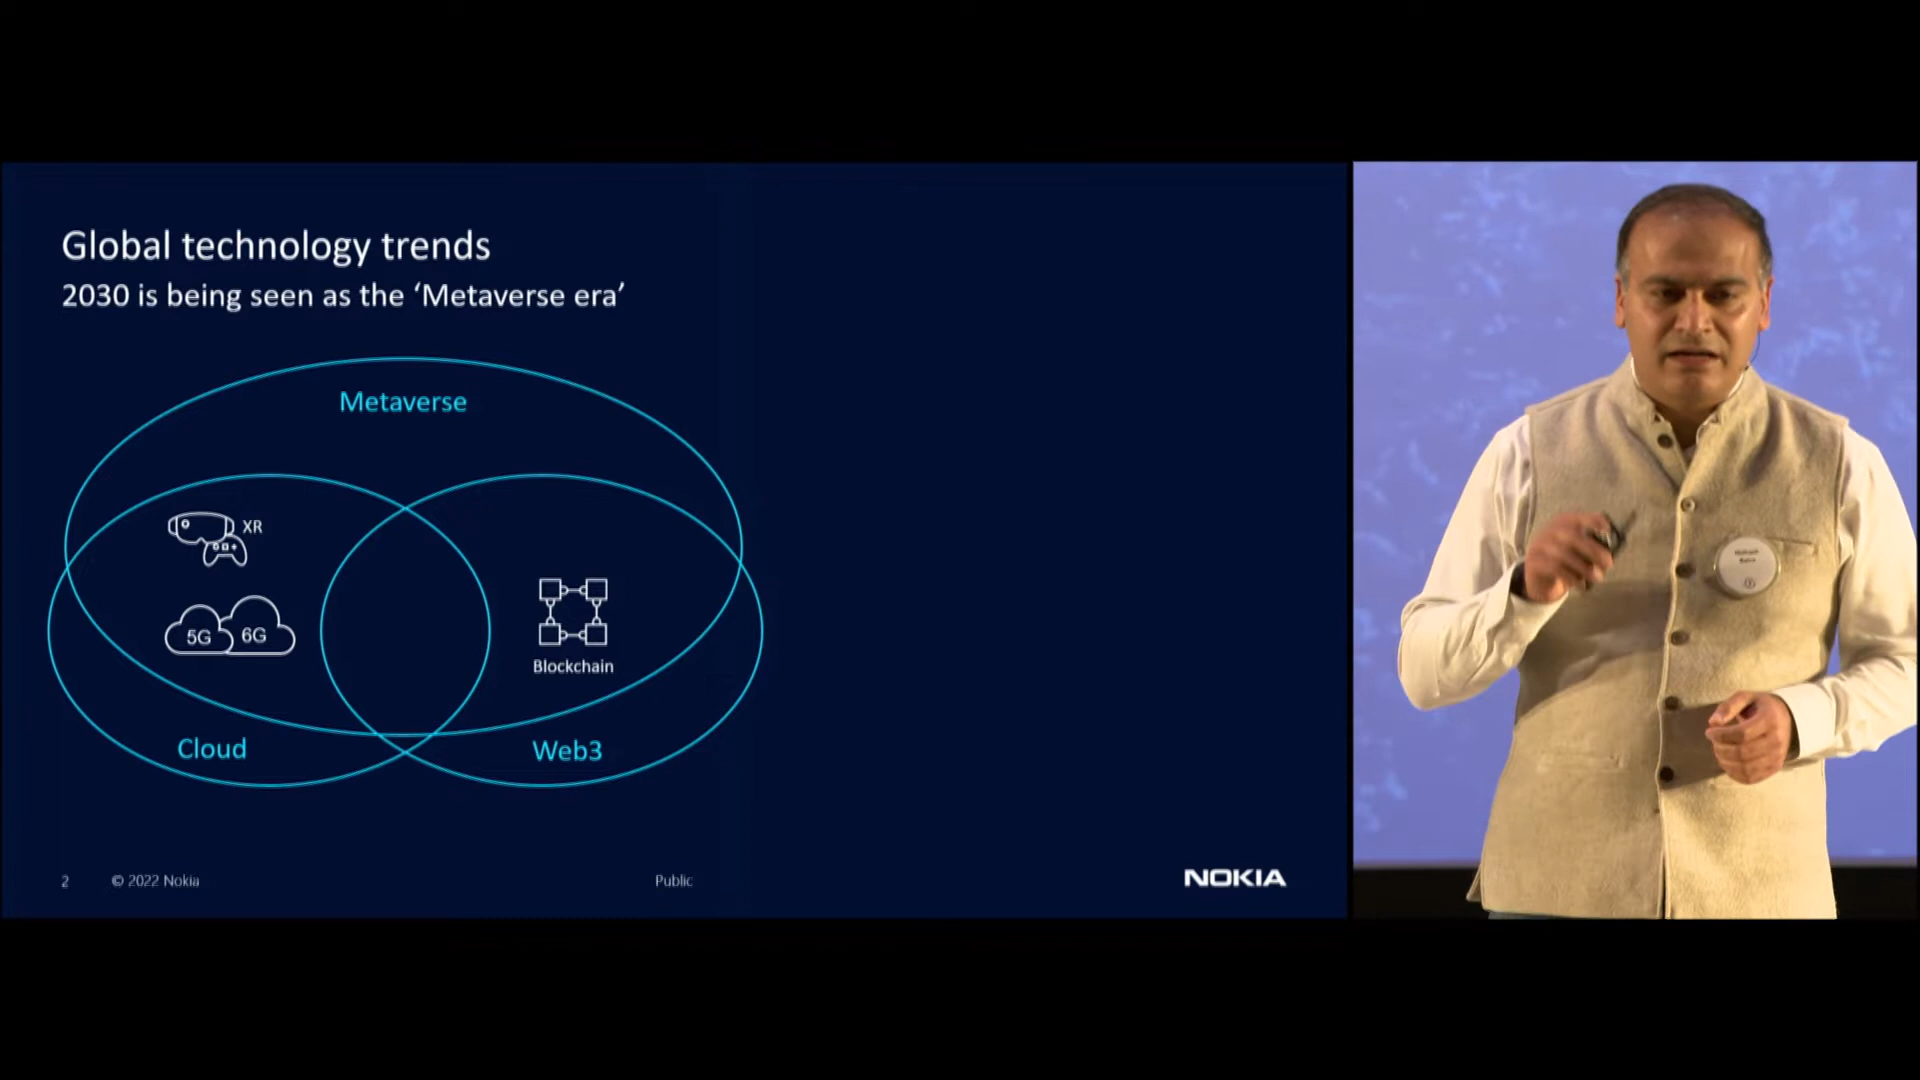 Global technology trends
2030 is being seen as the ‘Metaverse era’
Metaverse
XR
5G 6G
Blockchain
Cloud
Web3
2 © 2022 Nokia Public
NOKIA